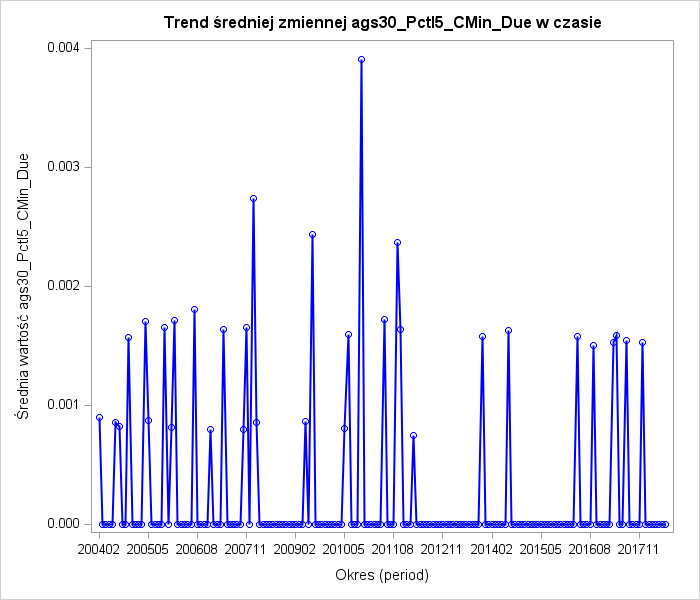 Trend średniej zmiennej ags30_Pctl5_CMin_Due w czasie
0.004
0.003
0.002
0.001
0.000
Średnia wartość ags30_Pctl5_CMin_Due
200402 200505 200608 200711 200902 201005 201108 201211 201402 201505 201608 201711
Okres (period)